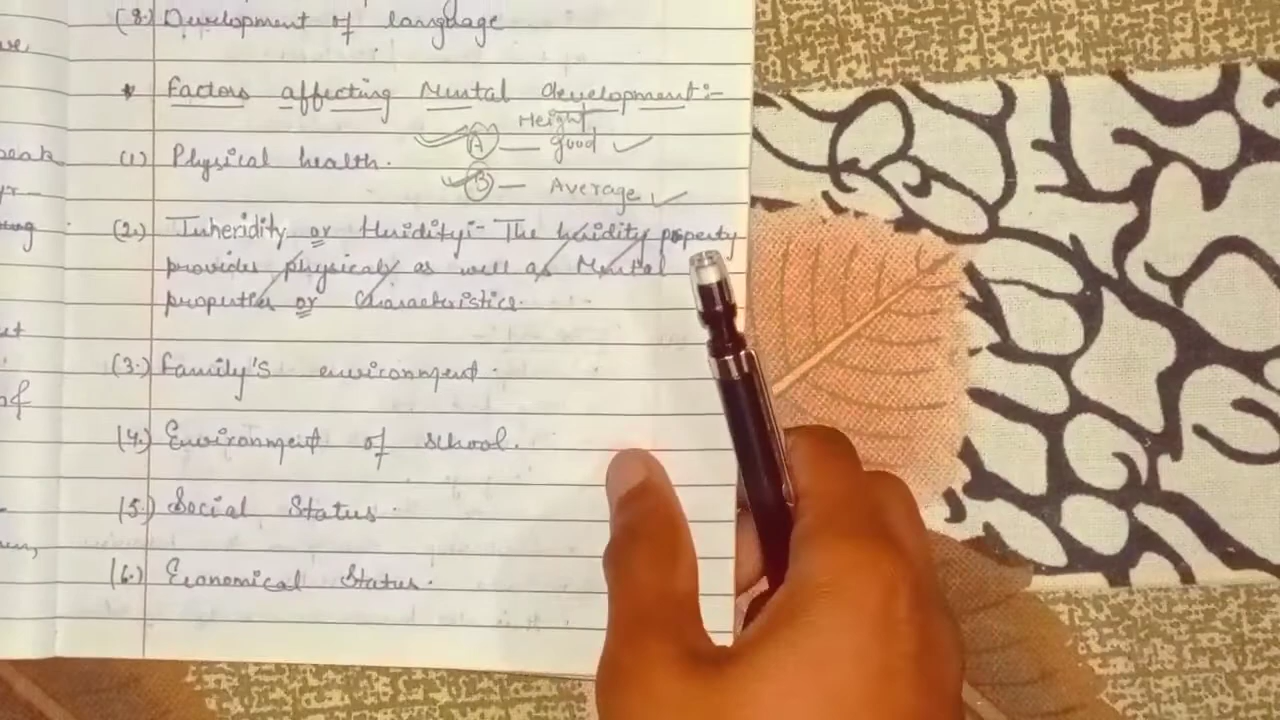 (8.) Development of language
* Factors affecting Mental development:-
Height
(A) — good ✓
(1) Physical health.
(B) — Average ✓
(2.) Inheridity or Heridity:- The heridity property
provides physically as well as Mental
properties or Characteristics.
(3.) Family's environment.
(4.) Environment of school.
(5.) Social Status.
(6.) Economical Status.